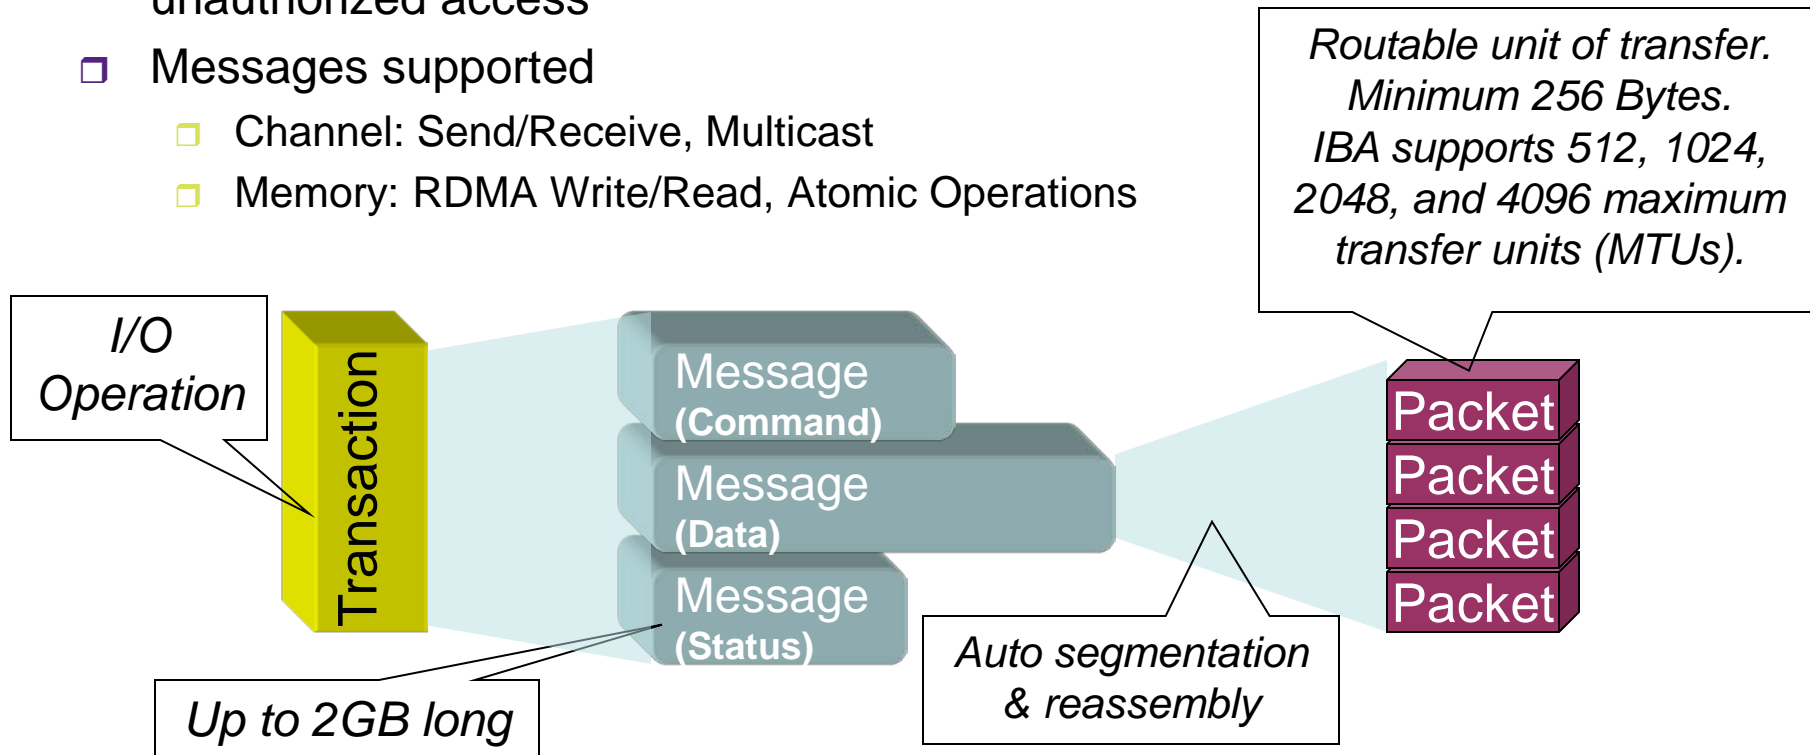 unauthorized access
Messages supported
Channel: Send/Receive, Multicast
Memory: RDMA Write/Read, Atomic Operations
Routable unit of transfer.
Minimum 256 Bytes.
IBA supports 512, 1024,
2048, and 4096 maximum
transfer units (MTUs).
I/O
Operation
Transaction
Message
(Command)
Message
(Data)
Message
(Status)
Up to 2GB long
Auto segmentation
& reassembly
Packet
Packet
Packet
Packet